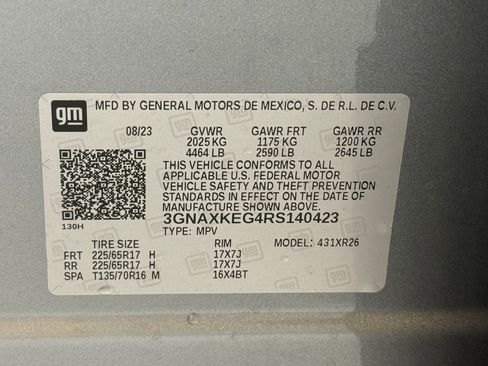 gm
MFD BY GENERAL MOTORS DE MEXICO, S. DE R.L. DE C.V.
08/23 GVWR GAWR FRT GAWR RR
2025 KG 1175 KG 1200 KG
4464 LB 2590 LB 2645 LB
THIS VEHICLE CONFORMS TO ALL
APPLICABLE U.S. FEDERAL MOTOR
VEHICLE SAFETY AND THEFT PREVENTION
STANDARDS IN EFFECT ON THE DATE OF
MANUFACTURE SHOWN ABOVE.
3GNAXKEG4RS140423
130H TYPE: MPV MODEL: 431XR26
TIRE SIZE RIM
FRT 225/65R17 H 17X7J
RR 225/65R17 H 17X7J
SPA T135/70R16 M 16X4BT